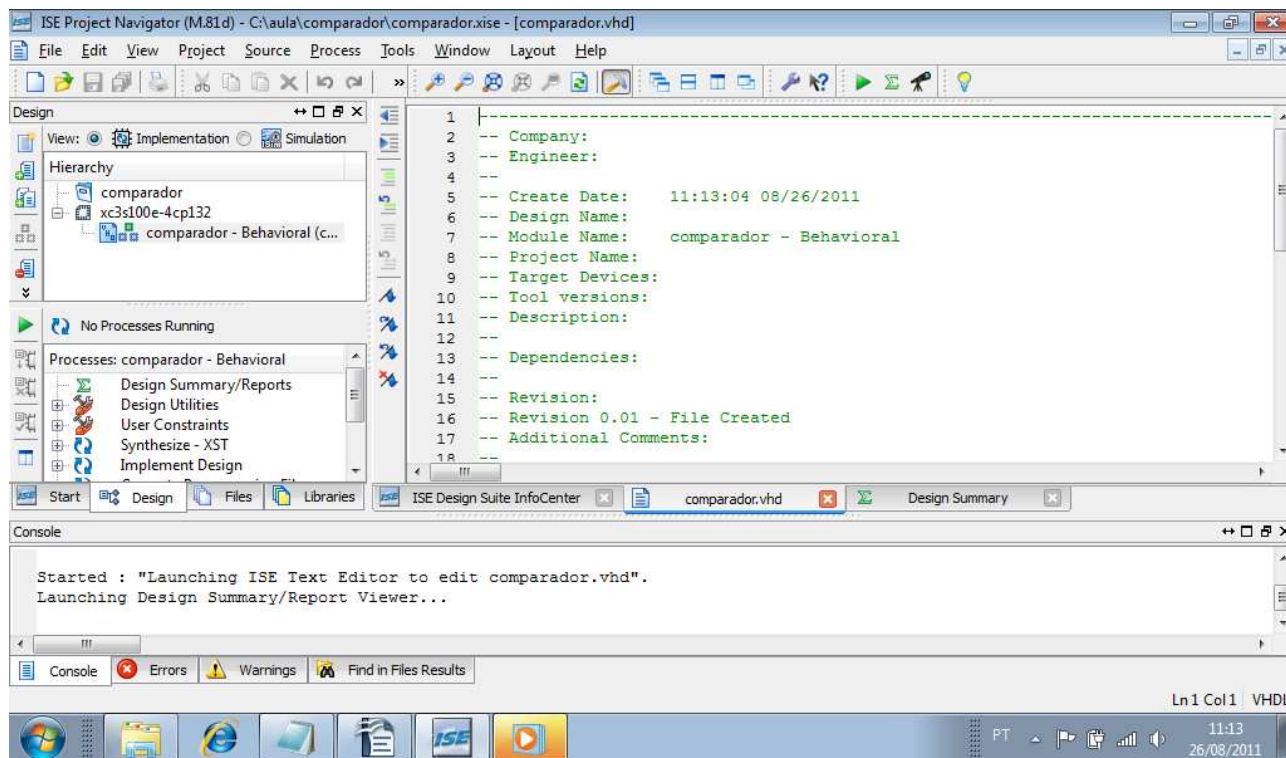 ISE Project Navigator (M.81d) - C:\aula\comparador\comparador.xise - [comparador.vhd]
File Edit View Project Source Process Tools Window Layout Help
Design
View: Implementation Simulation
Hierarchy
comparador
xc3s100e-4cp132
comparador - Behavioral (c...
No Processes Running
Processes: comparador - Behavioral
Design Summary/Reports
Design Utilities
User Constraints
Synthesize - XST
Implement Design
Start Design Files Libraries
1 --------------------------------------------------------------------------------
2 -- Company:
3 -- Engineer:
4 --
5 -- Create Date: 11:13:04 08/26/2011
6 -- Design Name:
7 -- Module Name: comparador - Behavioral
8 -- Project Name:
9 -- Target Devices:
10 -- Tool versions:
11 -- Description:
12 --
13 -- Dependencies:
14 --
15 -- Revision:
16 -- Revision 0.01 - File Created
17 -- Additional Comments:
18 --
ISE Design Suite InfoCenter comparador.vhd Design Summary
Console
Started : "Launching ISE Text Editor to edit comparador.vhd".
Launching Design Summary/Report Viewer...
Console Errors Warnings Find in Files Results
Ln 1 Col 1 VHDL
ISE
PT
11:13
26/08/2011